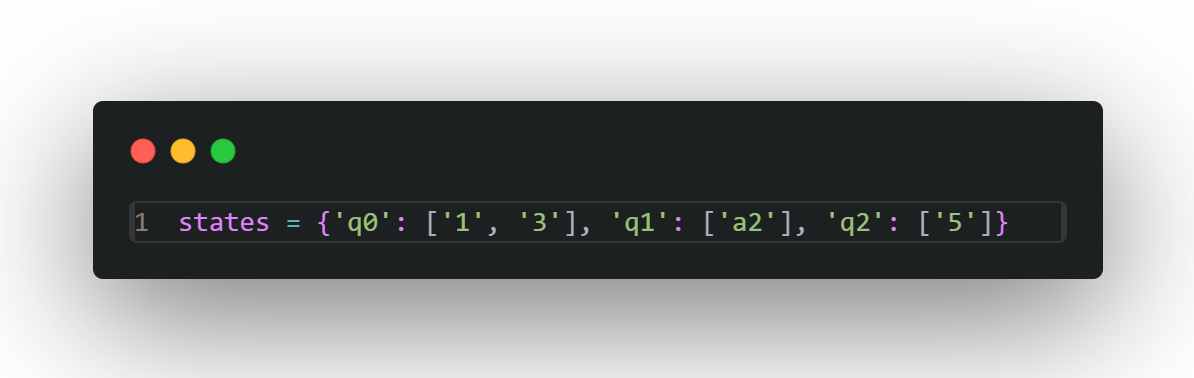 1 states = {'q0': ['1', '3'], 'q1': ['a2'], 'q2': ['5']}